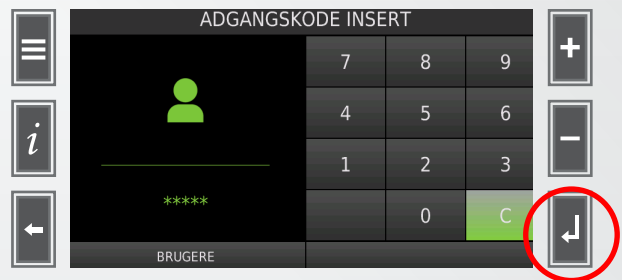 ADGANGSKODE INSERT
7 8 9
4 5 6
1 2 3
0 C
*****
BRUGERE
i
+
−